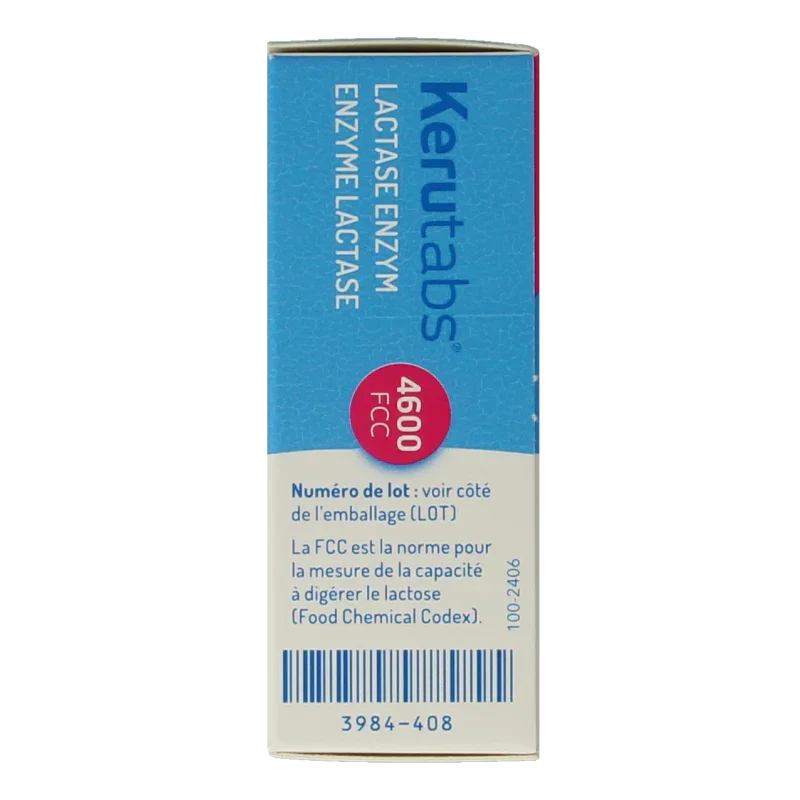 Kerutabs®
LACTASE ENZYM
ENZYME LACTASE
4600
FCC
Numéro de lot : voir côté
de l'emballage (LOT)
La FCC est la norme pour
la mesure de la capacité
à digérer le lactose
(Food Chemical Codex).
100-2406
3984-408